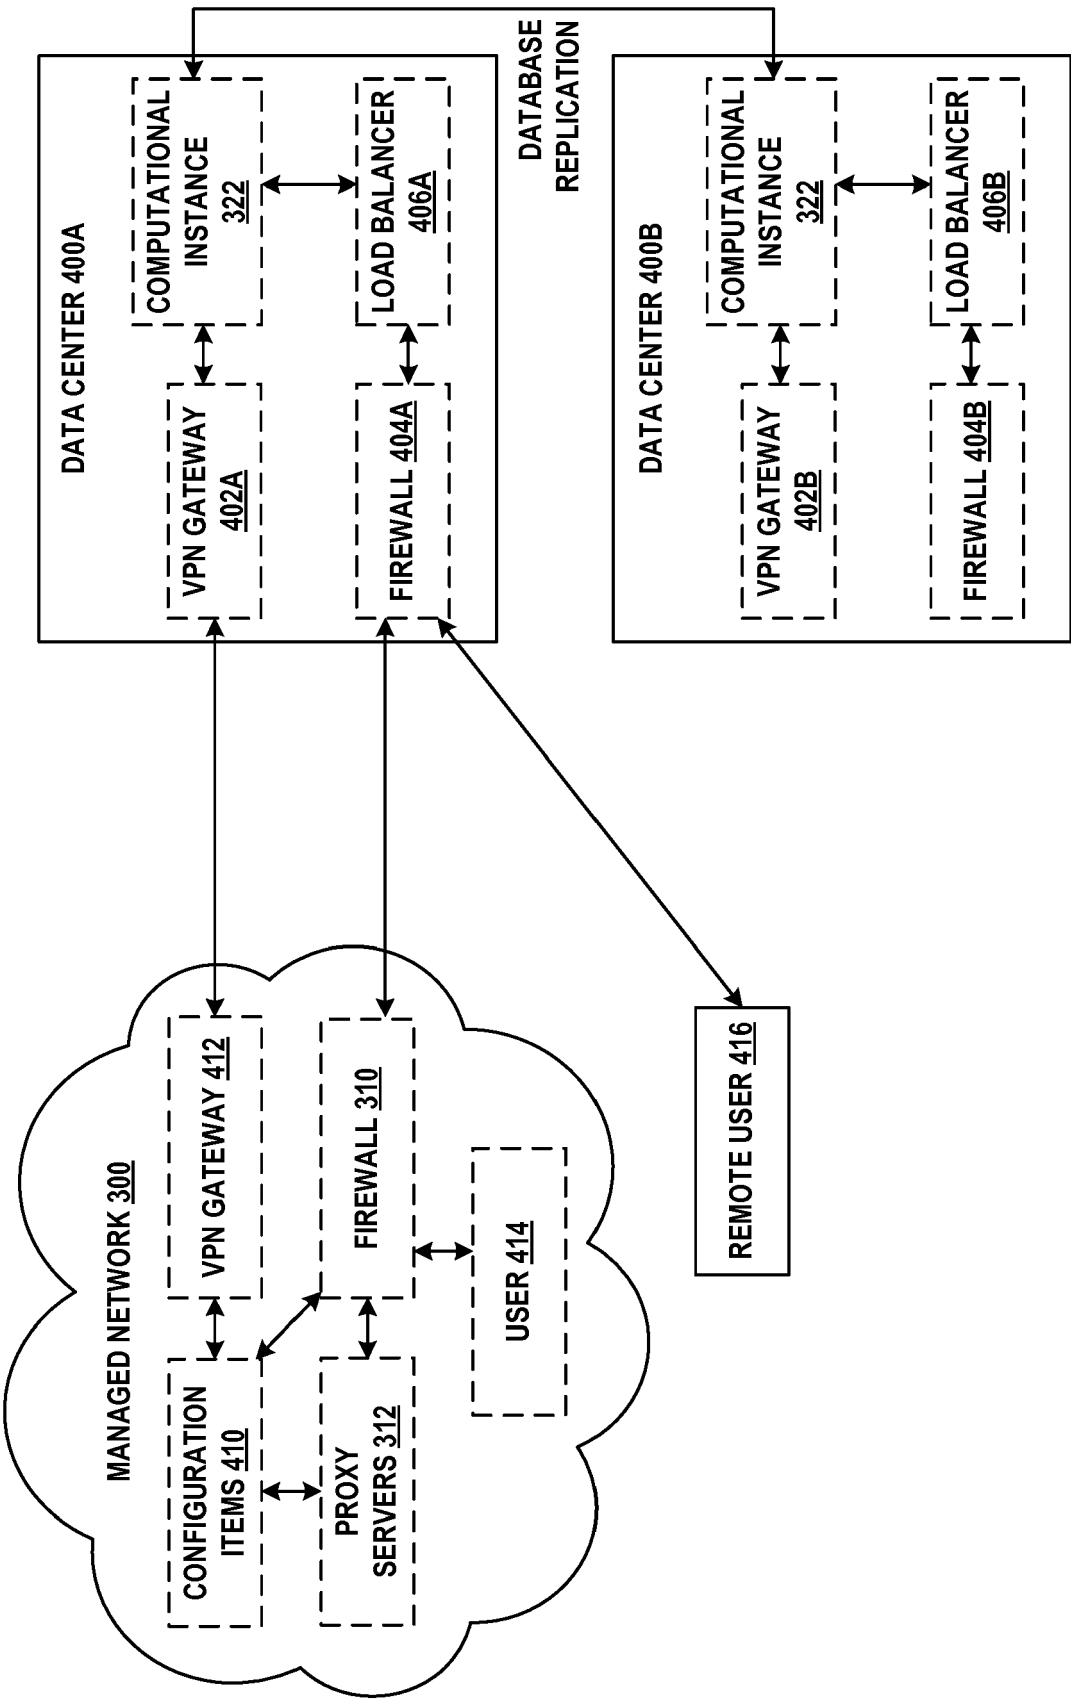 MANAGED NETWORK 300
CONFIGURATION
ITEMS 410
VPN GATEWAY 412
PROXY
SERVERS 312
FIREWALL 310
USER 414
REMOTE USER 416
DATA CENTER 400A
VPN GATEWAY
402A
COMPUTATIONAL
INSTANCE
322
FIREWALL 404A
LOAD BALANCER
406A
DATABASE
REPLICATION
DATA CENTER 400B
VPN GATEWAY
402B
COMPUTATIONAL
INSTANCE
322
FIREWALL 404B
LOAD BALANCER
406B